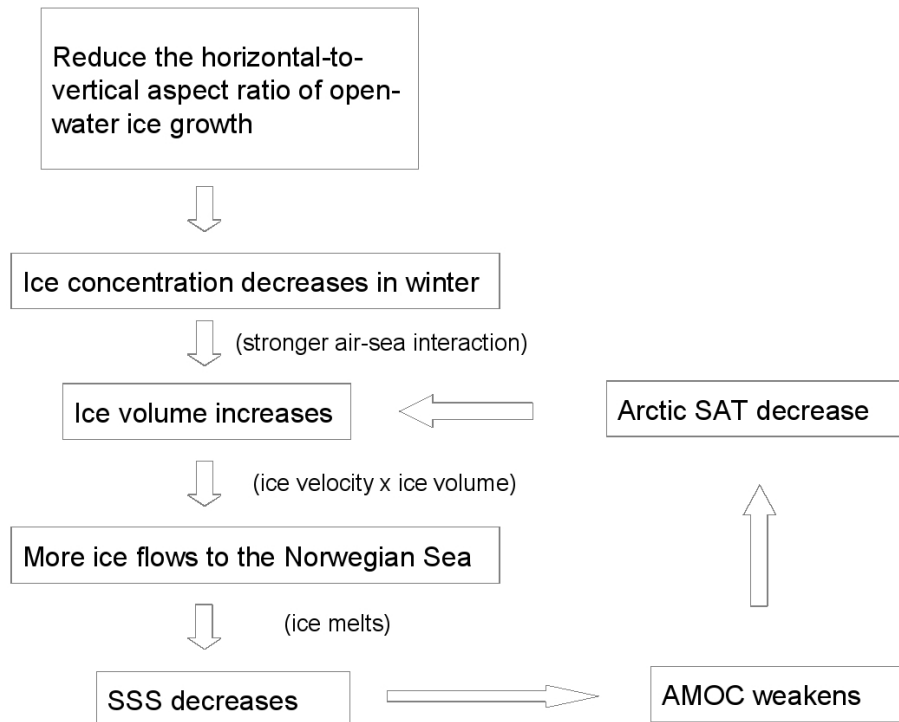 Reduce the horizontal-to-
vertical aspect ratio of open-
water ice growth
Ice concentration decreases in winter
(stronger air-sea interaction)
Ice volume increases
Arctic SAT decrease
(ice velocity x ice volume)
More ice flows to the Norwegian Sea
(ice melts)
SSS decreases
AMOC weakens